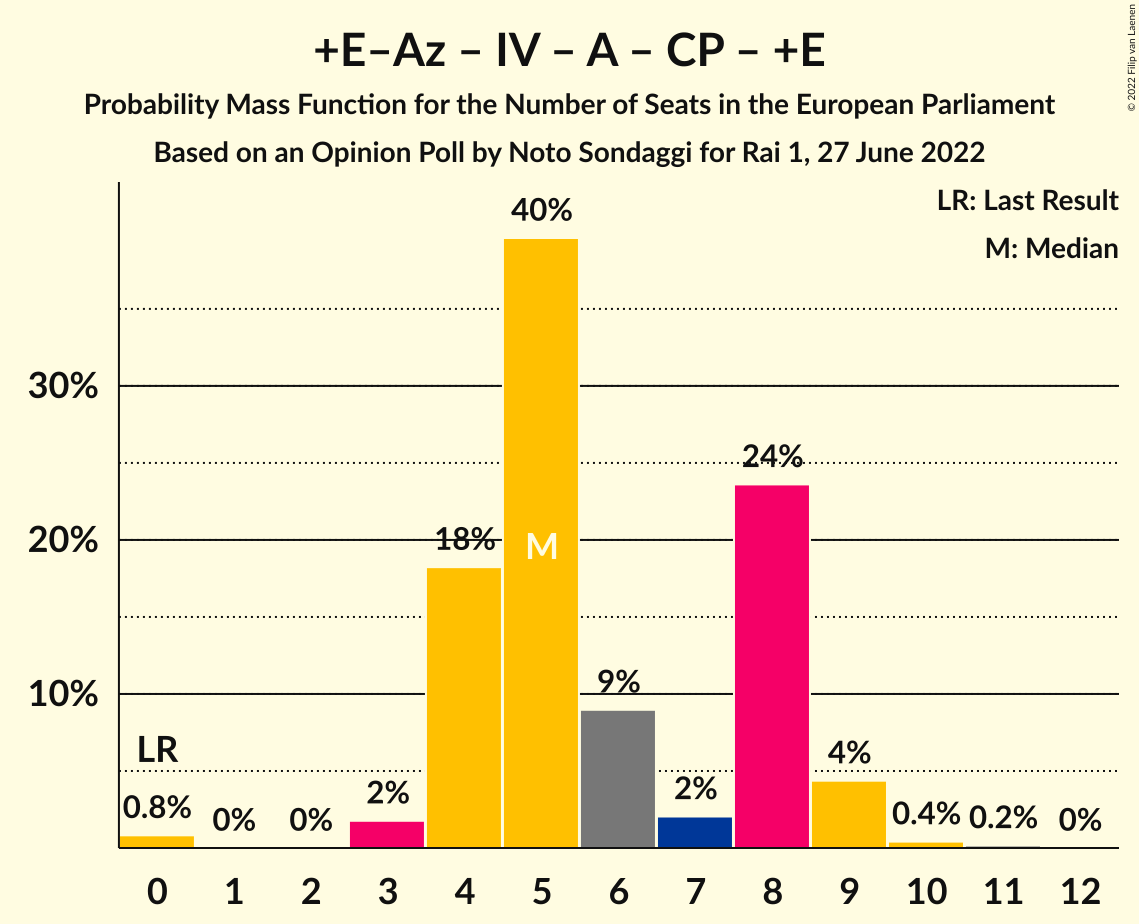 +E–Az – IV – A – CP – +E
Probability Mass Function for the Number of Seats in the European Parliament
Based on an Opinion Poll by Noto Sondaggi for Rai 1, 27 June 2022
© 2022 Filip van Laenen
LR: Last Result
M: Median
40%
30%
24%
20%
18%
M
10%
9%
LR
0.8%
0%
0%
2%
2%
4%
0.4%
0.2%
0%
0 1 2 3 4 5 6 7 8 9 10 11 12